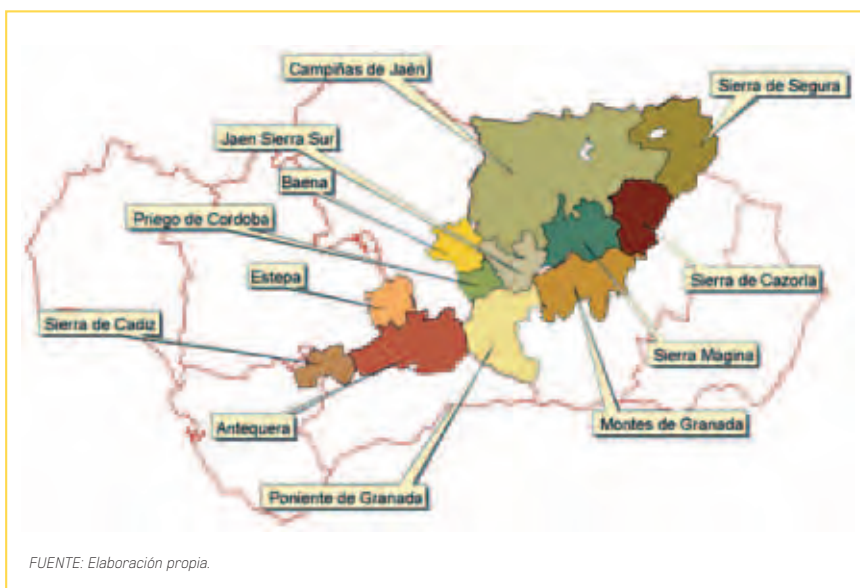 Campiñas de Jaén
Sierra de Segura
Jaen Sierra Sur
Baena
Priego de Cordoba
Estepa
Sierra de Cazorla
Sierra de Cadiz
Sierra Magina
Antequera
Montes de Granada
Poniente de Granada
FUENTE: Elaboración propia.